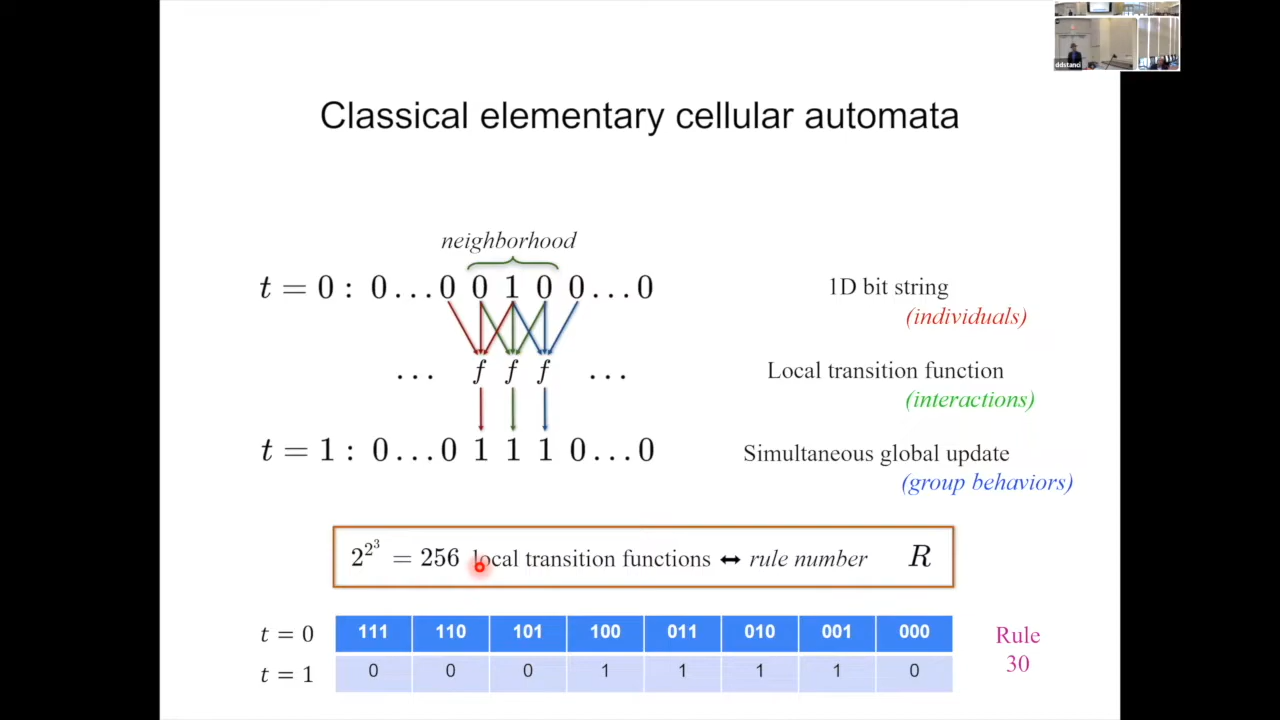 ddstanci
Classical elementary cellular automata
neighborhood
t = 0 : 0 . . . 0 0 1 0 0 . . . 0
1D bit string
(individuals)
. . . f f f . . .
Local transition function
(interactions)
t = 1 : 0 . . . 0 1 1 1 0 . . . 0
Simultaneous global update
(group behaviors)
2^{2^3} = 256 local transition functions ↔ rule number R
t = 0 111 110 101 100 011 010 001 000
t = 1 0 0 0 1 1 1 1 0
Rule
30